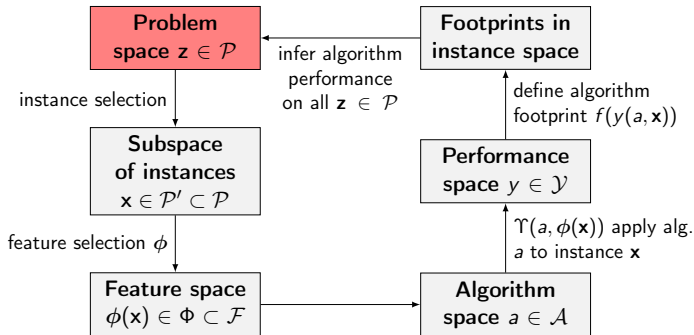 Problem
space z ∈ 𝒫
Footprints in
instance space
infer algorithm
performance
on all z ∈ 𝒫
instance selection
define algorithm
footprint f(y(a, x))
Subspace
of instances
x ∈ 𝒫′ ⊂ 𝒫
Performance
space y ∈ 𝒴
feature selection ϕ
Υ(a, ϕ(x)) apply alg.
a to instance x
Feature space
ϕ(x) ∈ Φ ⊂ ℱ
Algorithm
space a ∈ 𝒜